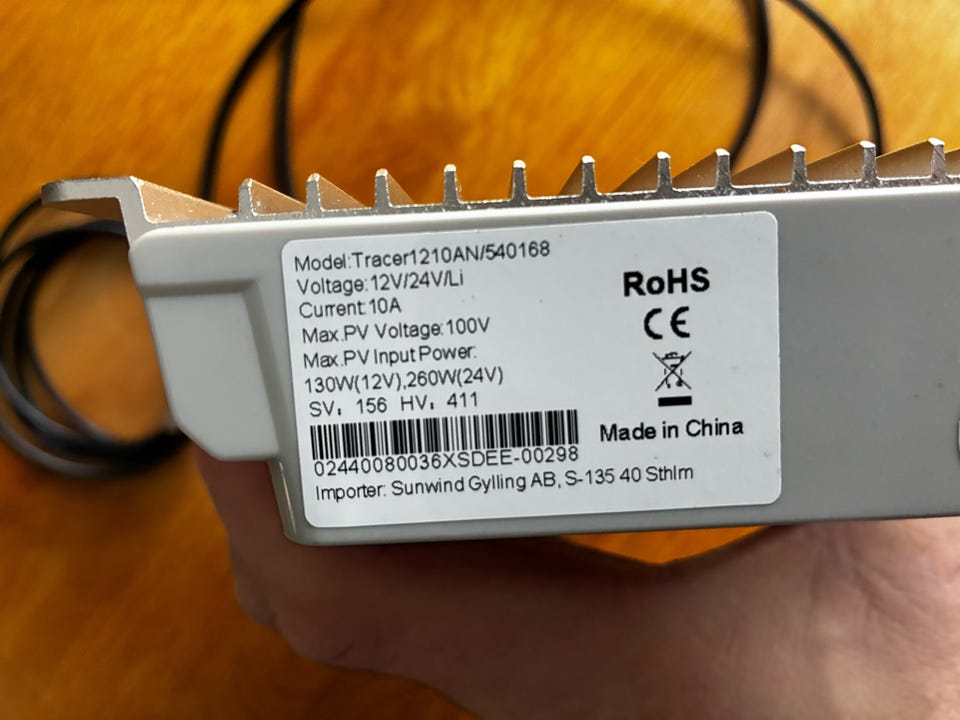 Model:Tracer1210AN/540168
Voltage:12V/24V/Li
Current:10A
Max.PV Voltage:100V
Max.PV Input Power:
130W(12V),260W(24V)
SV: 156 HV: 411
02440080036XSDEE-00298
Importer: Sunwind Gylling AB, S-135 40 Sthlm
RoHS
CE
Made in China